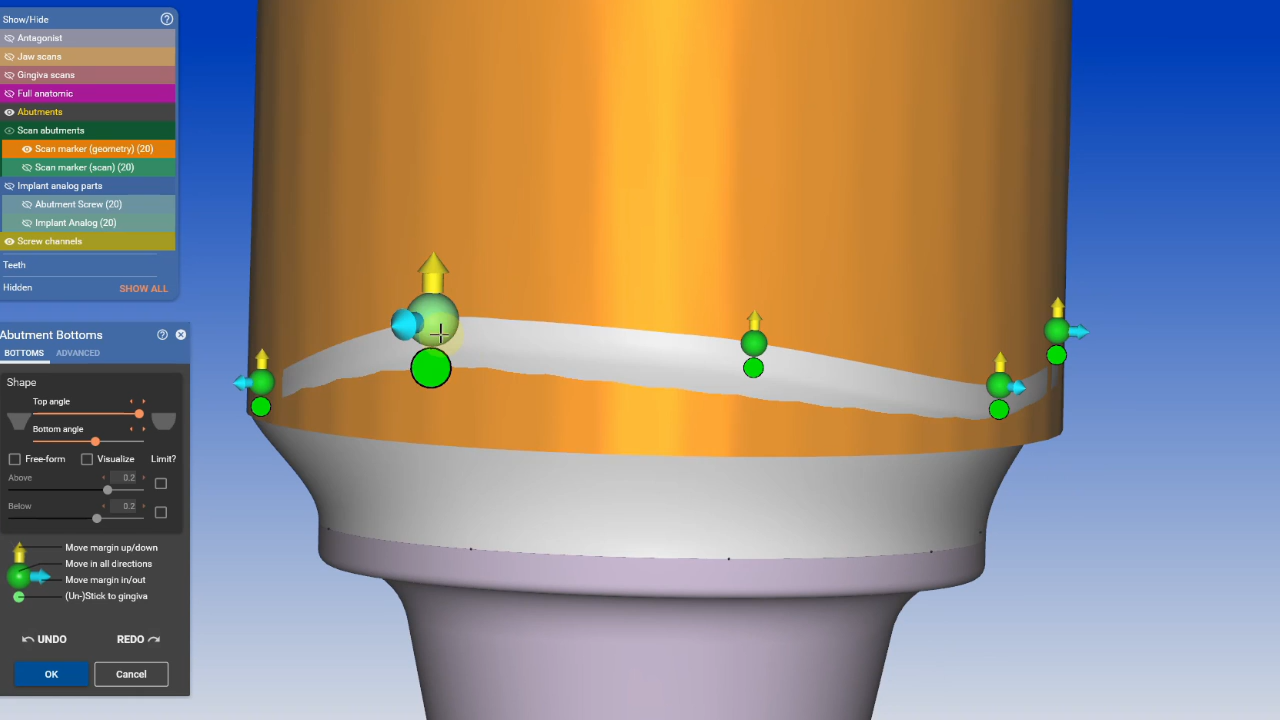 Show/Hide
Antagonist
Jaw scans
Gingiva scans
Full anatomic
Abutments
Scan abutments
Scan marker (geometry) (20)
Scan marker (scan) (20)
Implant analog parts
Abutment Screw (20)
Implant Analog (20)
Screw channels
Teeth
Hidden SHOW ALL
Abutment Bottoms
BOTTOMS ADVANCED
Shape
Top angle
Bottom angle
Free-form Visualize Limit?
Above 0.2
Below 0.2
Move margin up/down
Move in all directions
Move margin in/out
(Un-)Stick to gingiva
UNDO REDO
OK Cancel